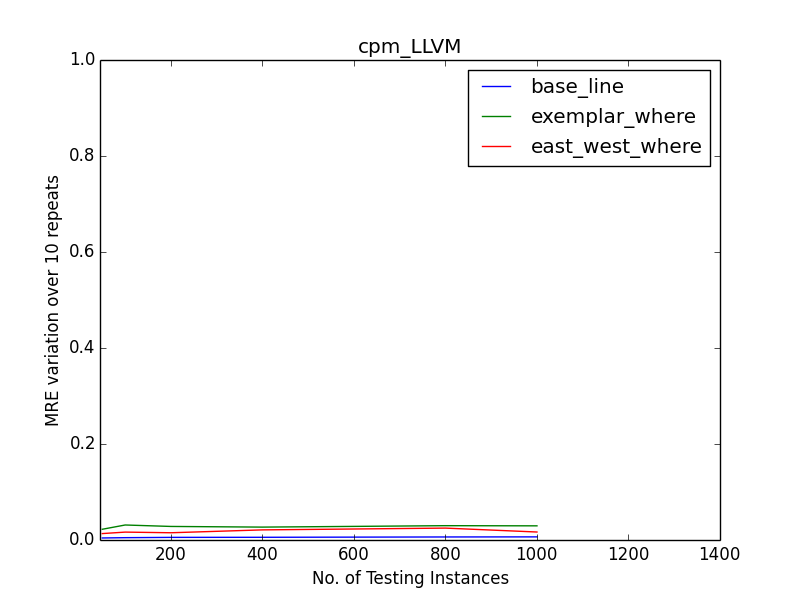 cpm_LLVM
base_line
exemplar_where
east_west_where
MRE variation over 10 repeats
1.0
0.8
0.6
0.4
0.2
0.0
200 400 600 800 1000 1200 1400
No. of Testing Instances